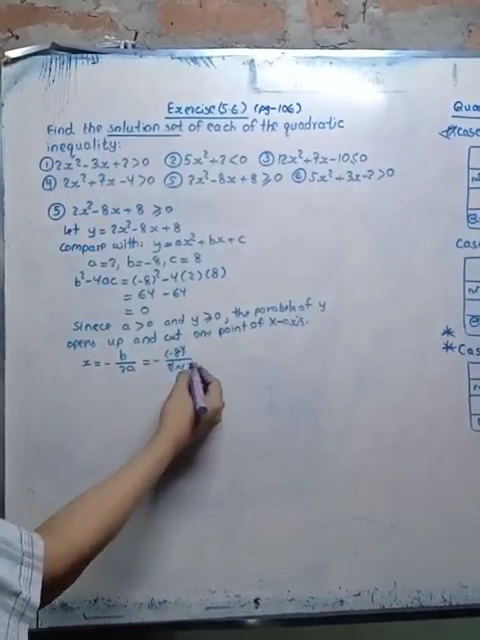 Exercise (5.6) (pg-106)
Find the solution set of each of the quadratic
inequality:
① 2x²-3x+2>0 ② 5x²+2<0 ③ 12x²+7x-10≤0
④ 2x²+7x-4>0 ⑤ 2x²-8x+8≥0 ⑥ 5x²+3x-2>0
⑤ 2x²-8x+8 ≥0
let y=2x²-8x+8
Compare with: y=ax²+bx+c
a=2, b=-8, c=8
b²-4ac=(-8)²-4(2)(8)
= 64 - 64
= 0
Sinece a>0 and y≥0, the parabola of y
opens up and cut one point of x-axis.
x = - b/2a = - (-8)/
Qua
*Case
Case
*
*Cas